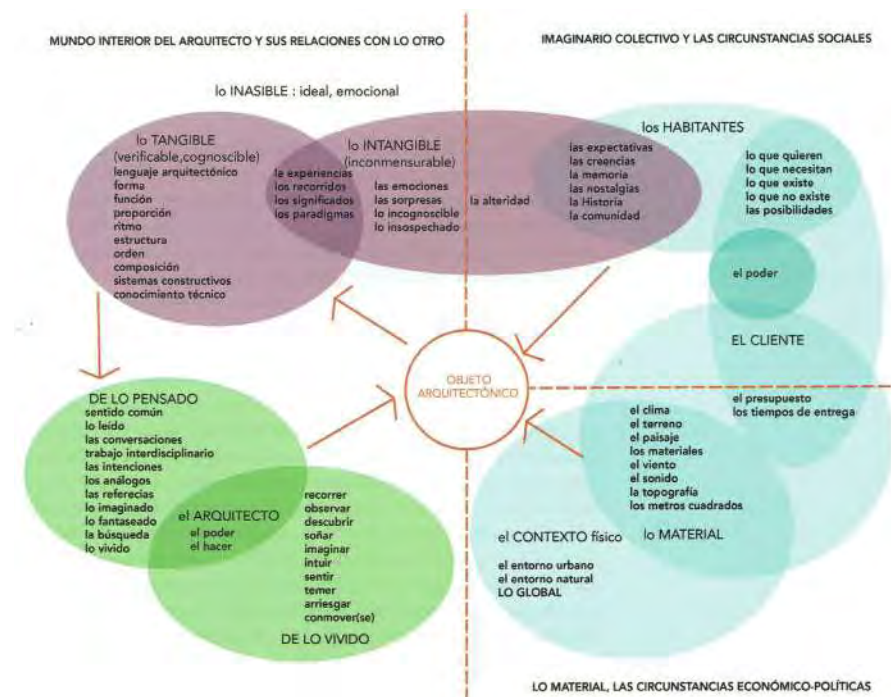 MUNDO INTERIOR DEL ARQUITECTO Y SUS RELACIONES CON LO OTRO
IMAGINARIO COLECTIVO Y LAS CIRCUNSTANCIAS SOCIALES
lo INASIBLE : ideal, emocional
lo TANGIBLE
(verificable,cognoscible)
lenguaje arquitectónico
forma
función
proporción
ritmo
estructura
orden
composición
sistemas constructivos
conocimiento técnico
la experiencias
los recorridos
los significados
los paradigmas
lo INTANGIBLE
(inconmensurable)
las emociones
las sorpresas
lo incognoscible
lo insospechado
la alteridad
los HABITANTES
las expectativas
las creencias
la memoria
las nostalgias
la Historía
la comunidad
lo que quieren
lo que necesitan
lo que existe
lo que no existe
las posibilidades
el poder
EL CLIENTE
el presupuesto
los tiempos de entrega
OBJETO
ARQUITECTÓNICO
DE LO PENSADO
sentido común
lo leído
las conversaciones
trabajo interdisciplinario
las intenciones
los análogos
las referecias
lo imaginado
lo fantaseado
la búsqueda
lo vivido
el ARQUITECTO
el poder
el hacer
recorrer
observar
descubrir
soñar
imaginar
intuir
sentir
temer
arriesgar
conmover(se)
DE LO VIVIDO
el clima
el terreno
el paisaje
los materiales
el viento
el sonido
la topografía
los metros cuadrados
el CONTEXTO físico
lo MATERIAL
el entorno urbano
el entorno natural
LO GLOBAL
LO MATERIAL, LAS CIRCUNSTANCIAS ECONÓMICO-POLÍTICAS